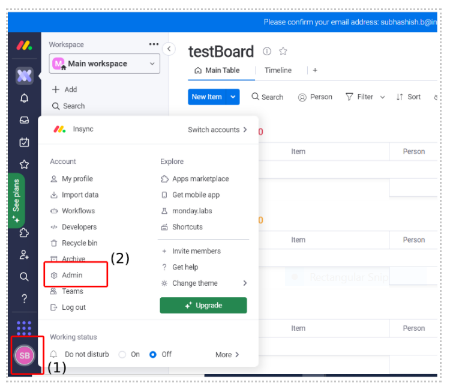 Please confirm your email address: subhashish.b@in
Workspace
Main workspace
+ Add
Search
testBoard
Main Table
Timeline
+
New Item
Search
Person
Filter
Sort
Insync
Switch accounts >
Account
Explore
My profile
Import data
Workflows
Developers
Recycle bin
Archive
Admin
Teams
Log out
(2)
Apps marketplace
Get mobile app
monday.labs
Shortcuts
+ Invite members
? Get help
Change theme >
Upgrade
Working status
Do not disturb
On
Off
More >
See plans
?
SB
(1)
0
Item
Person
0
Item
Person
Item
Person